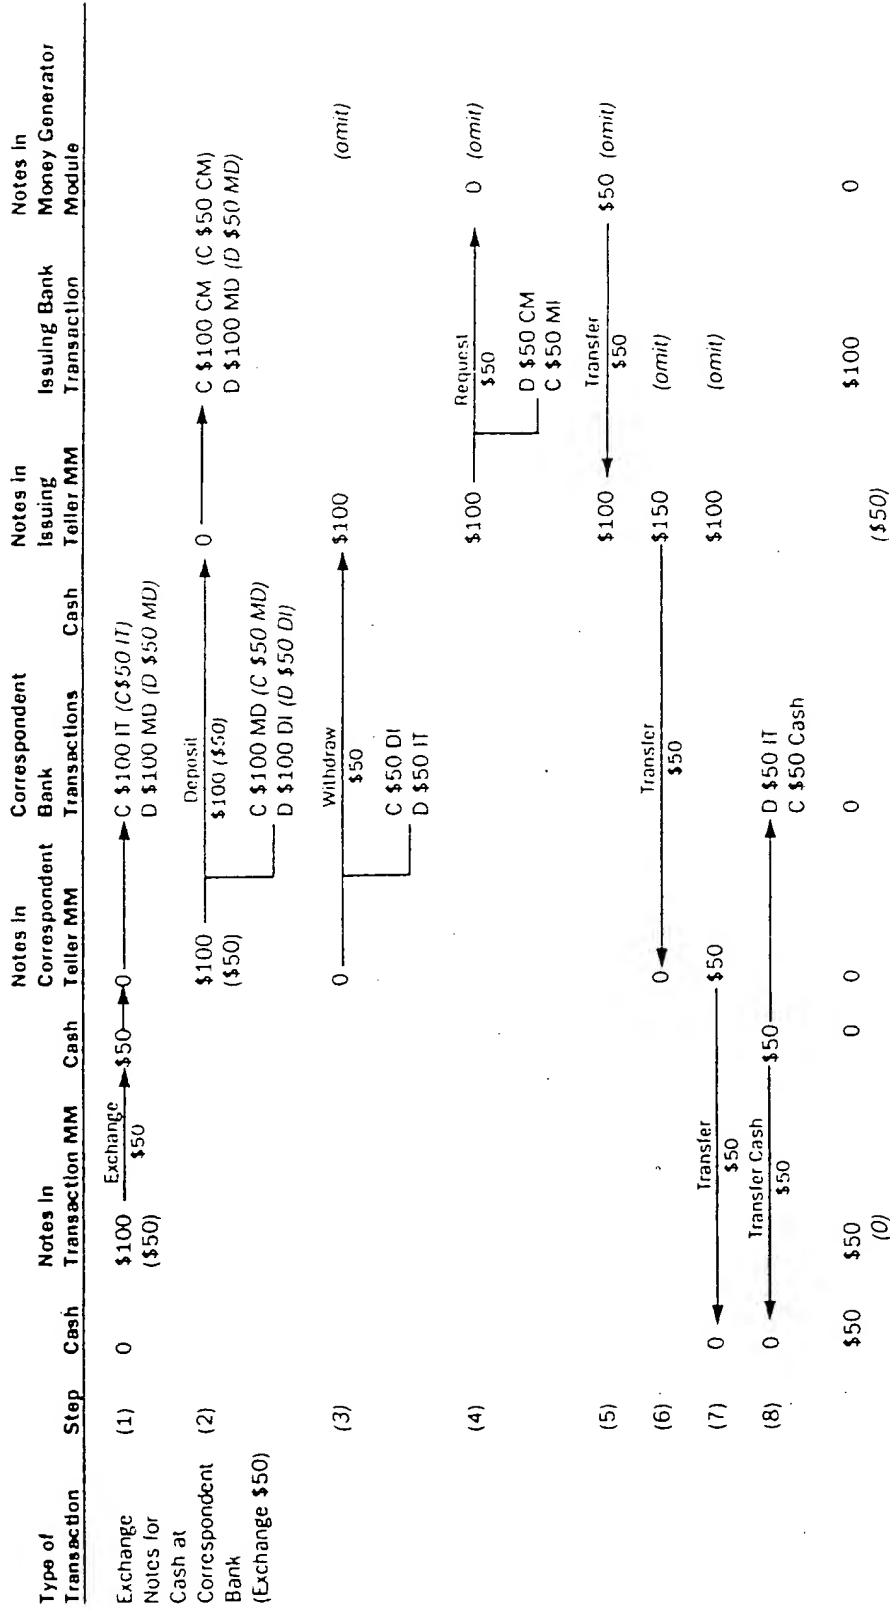 Type of Transaction Step Cash Notes in Transaction MM Cash Notes in Correspondent Teller MM Correspondent Bank Transactions Cash Notes in Issuing Teller MM Issuing Bank Transaction Notes in Money Generator Module
Exchange Notes for Cash at Correspondent Bank (Exchange $50)
(1) 0 $100 Exchange $50 0 C $100 IT (C$50 IT)
($50) $50 D $100 MD (D $50 MD)
(2) $100 Deposit 0 C $100 CM (C $50 CM)
($50) $100 ($50) D $100 MD (D $50 MD)
C $100 MD (C $50 MD)
D $100 DI (D $50 DI)
(3) 0 Withdraw $100 (omit)
$50
C $50 DI
D $50 IT
(4) $100 Request 0 (omit)
$50
D $50 CM
C $50 MI
(5) $100 Transfer $50 (omit)
$50
(6) 0 Transfer $150 (omit)
$50
(7) 0 Transfer $50 $100 (omit)
$50
(8) 0 Transfer Cash $50 D $50 IT
$50 C $50 Cash
$50 $50 0 0 0 $100 0
(0) ($50)